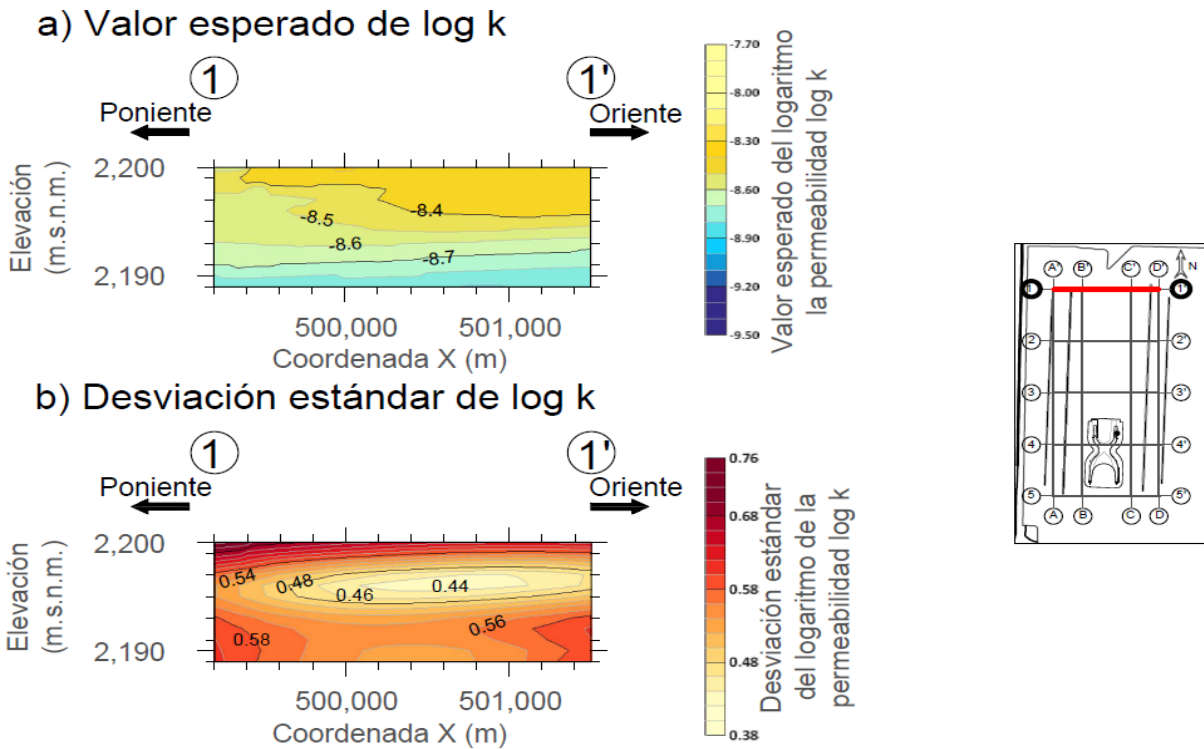 a) Valor esperado de log k
1
1'
Poniente
Oriente
Elevación
(m.s.n.m.)
2,200
2,190
-8.5
-8.4
-8.6
-8.7
500,000
501,000
Coordenada X (m)
-7.70
-8.00
-8.30
-8.60
-8.90
-9.20
-9.50
Valor esperado del logaritmo
la permeabilidad log k
b) Desviación estándar de log k
1
1'
Poniente
Oriente
Elevación
(m.s.n.m.)
2,200
2,190
0.54
0.48
0.46
0.44
0.58
0.56
500,000
501,000
Coordenada X (m)
0.76
0.68
0.58
0.48
0.38
Desviación estándar
del logaritmo de la
permeabilidad log k
A' B' C' D' N
1 1'
2 2'
3 3'
4 4'
5 5'
A B C D